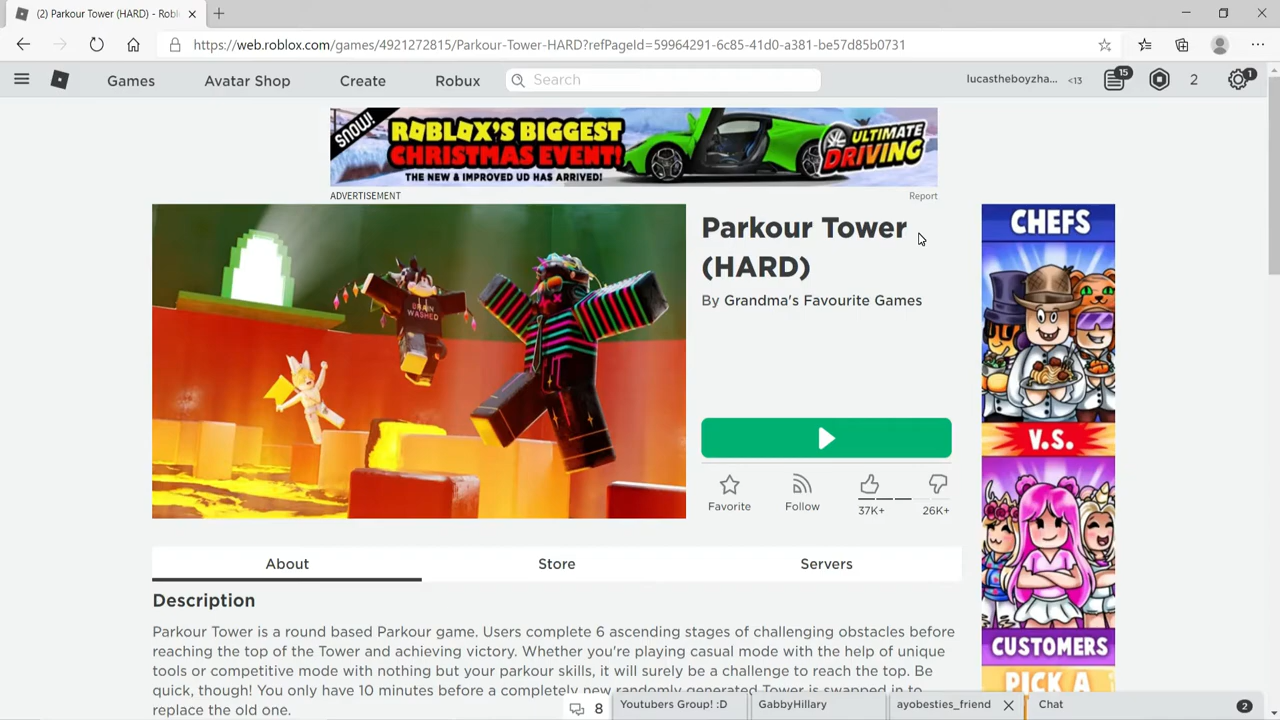 (2) Parkour Tower (HARD) - Robl
https://web.roblox.com/games/4921272815/Parkour-Tower-HARD?refPageId=59964291-6c85-41d0-a381-be57d85b0731
Games Avatar Shop Create Robux Search lucastheboyzha... <13 15 2 1
SNOW!
ROBLOX'S BIGGEST
CHRISTMAS EVENT!
THE NEW & IMPROVED UD HAS ARRIVED!
ULTIMATE
DRIVING
ADVERTISEMENT Report
BRAIN
WASHED
Parkour Tower
(HARD)
By Grandma's Favourite Games
Favorite Follow 37K+ 26K+
CHEFS
V.S.
CUSTOMERS
PICK A
About Store Servers
Description
Parkour Tower is a round based Parkour game. Users complete 6 ascending stages of challenging obstacles before
reaching the top of the Tower and achieving victory. Whether you're playing casual mode with the help of unique
tools or competitive mode with nothing but your parkour skills, it will surely be a challenge to reach the top. Be
quick, though! You only have 10 minutes before a completely new randomly generated Tower is swapped in to
replace the old one.
8 Youtubers Group! :D GabbyHillary ayobesties_friend Chat 2